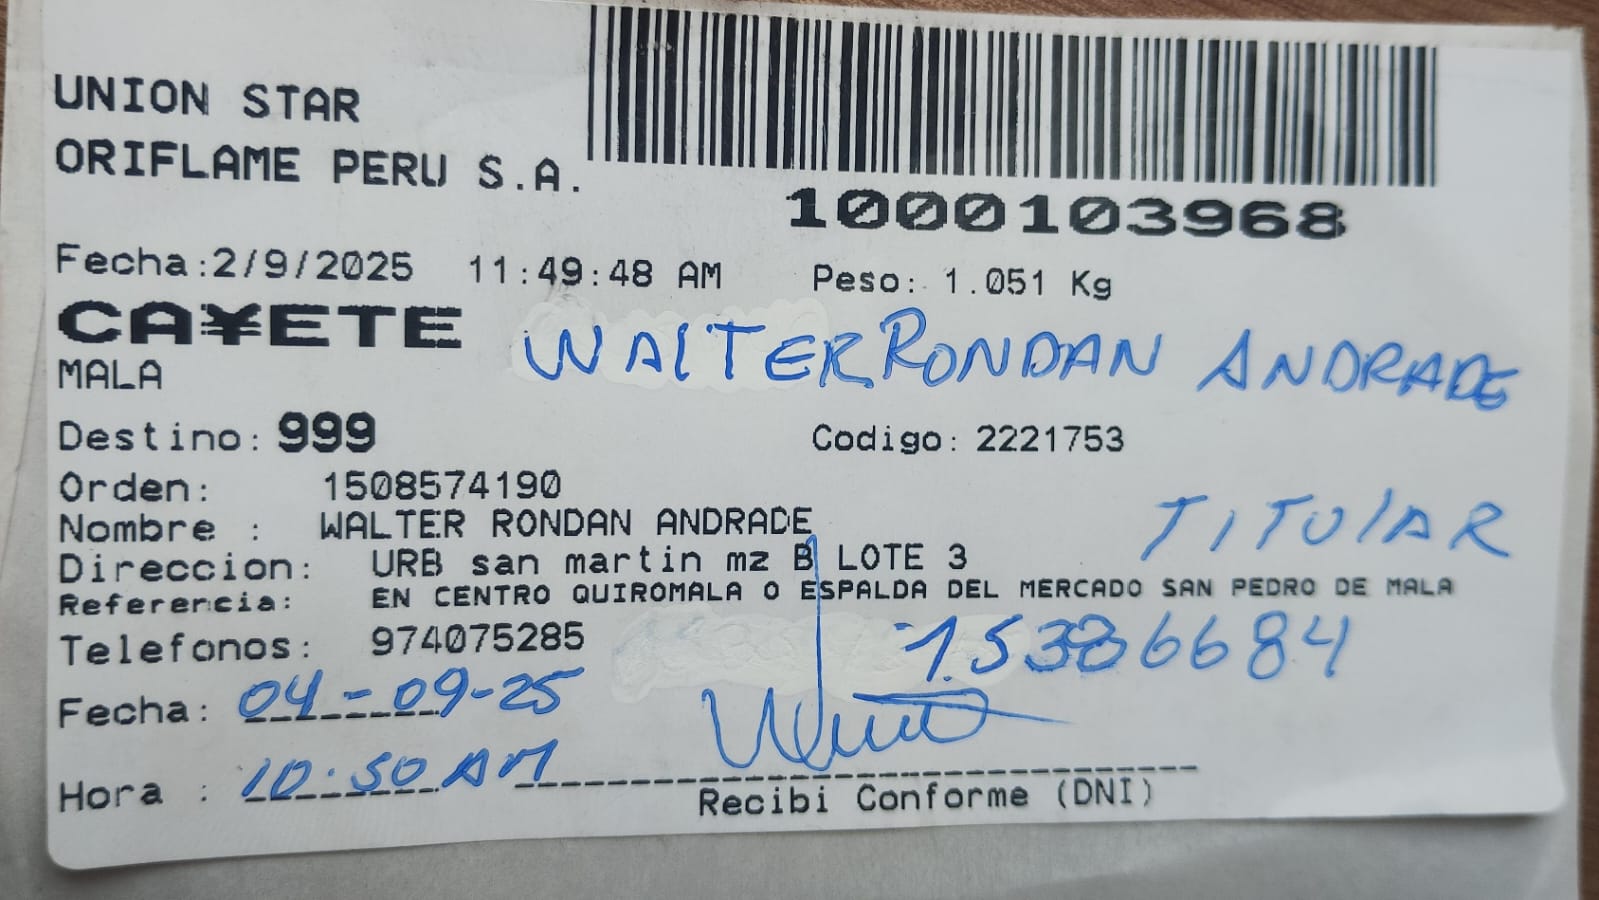 UNION STAR
ORIFLAME PERU S.A.
1000103968
Fecha:2/9/2025 11:49:48 AM Peso: 1.051 Kg
CA¥ETE WALTER RONDAN ANDRADE
MALA
Destino: 999 Codigo: 2221753
Orden: 1508574190
TITULAR
Nombre : WALTER RONDAN ANDRADE
Direccion: URB san martin mz B LOTE 3
Referencia: EN CENTRO QUIROMALA O ESPALDA DEL MERCADO SAN PEDRO DE MALA
Telefonos: 974075285 15386684
Fecha: 04-09-25
Hora : 10:50 AM
Recibi Conforme (DNI)